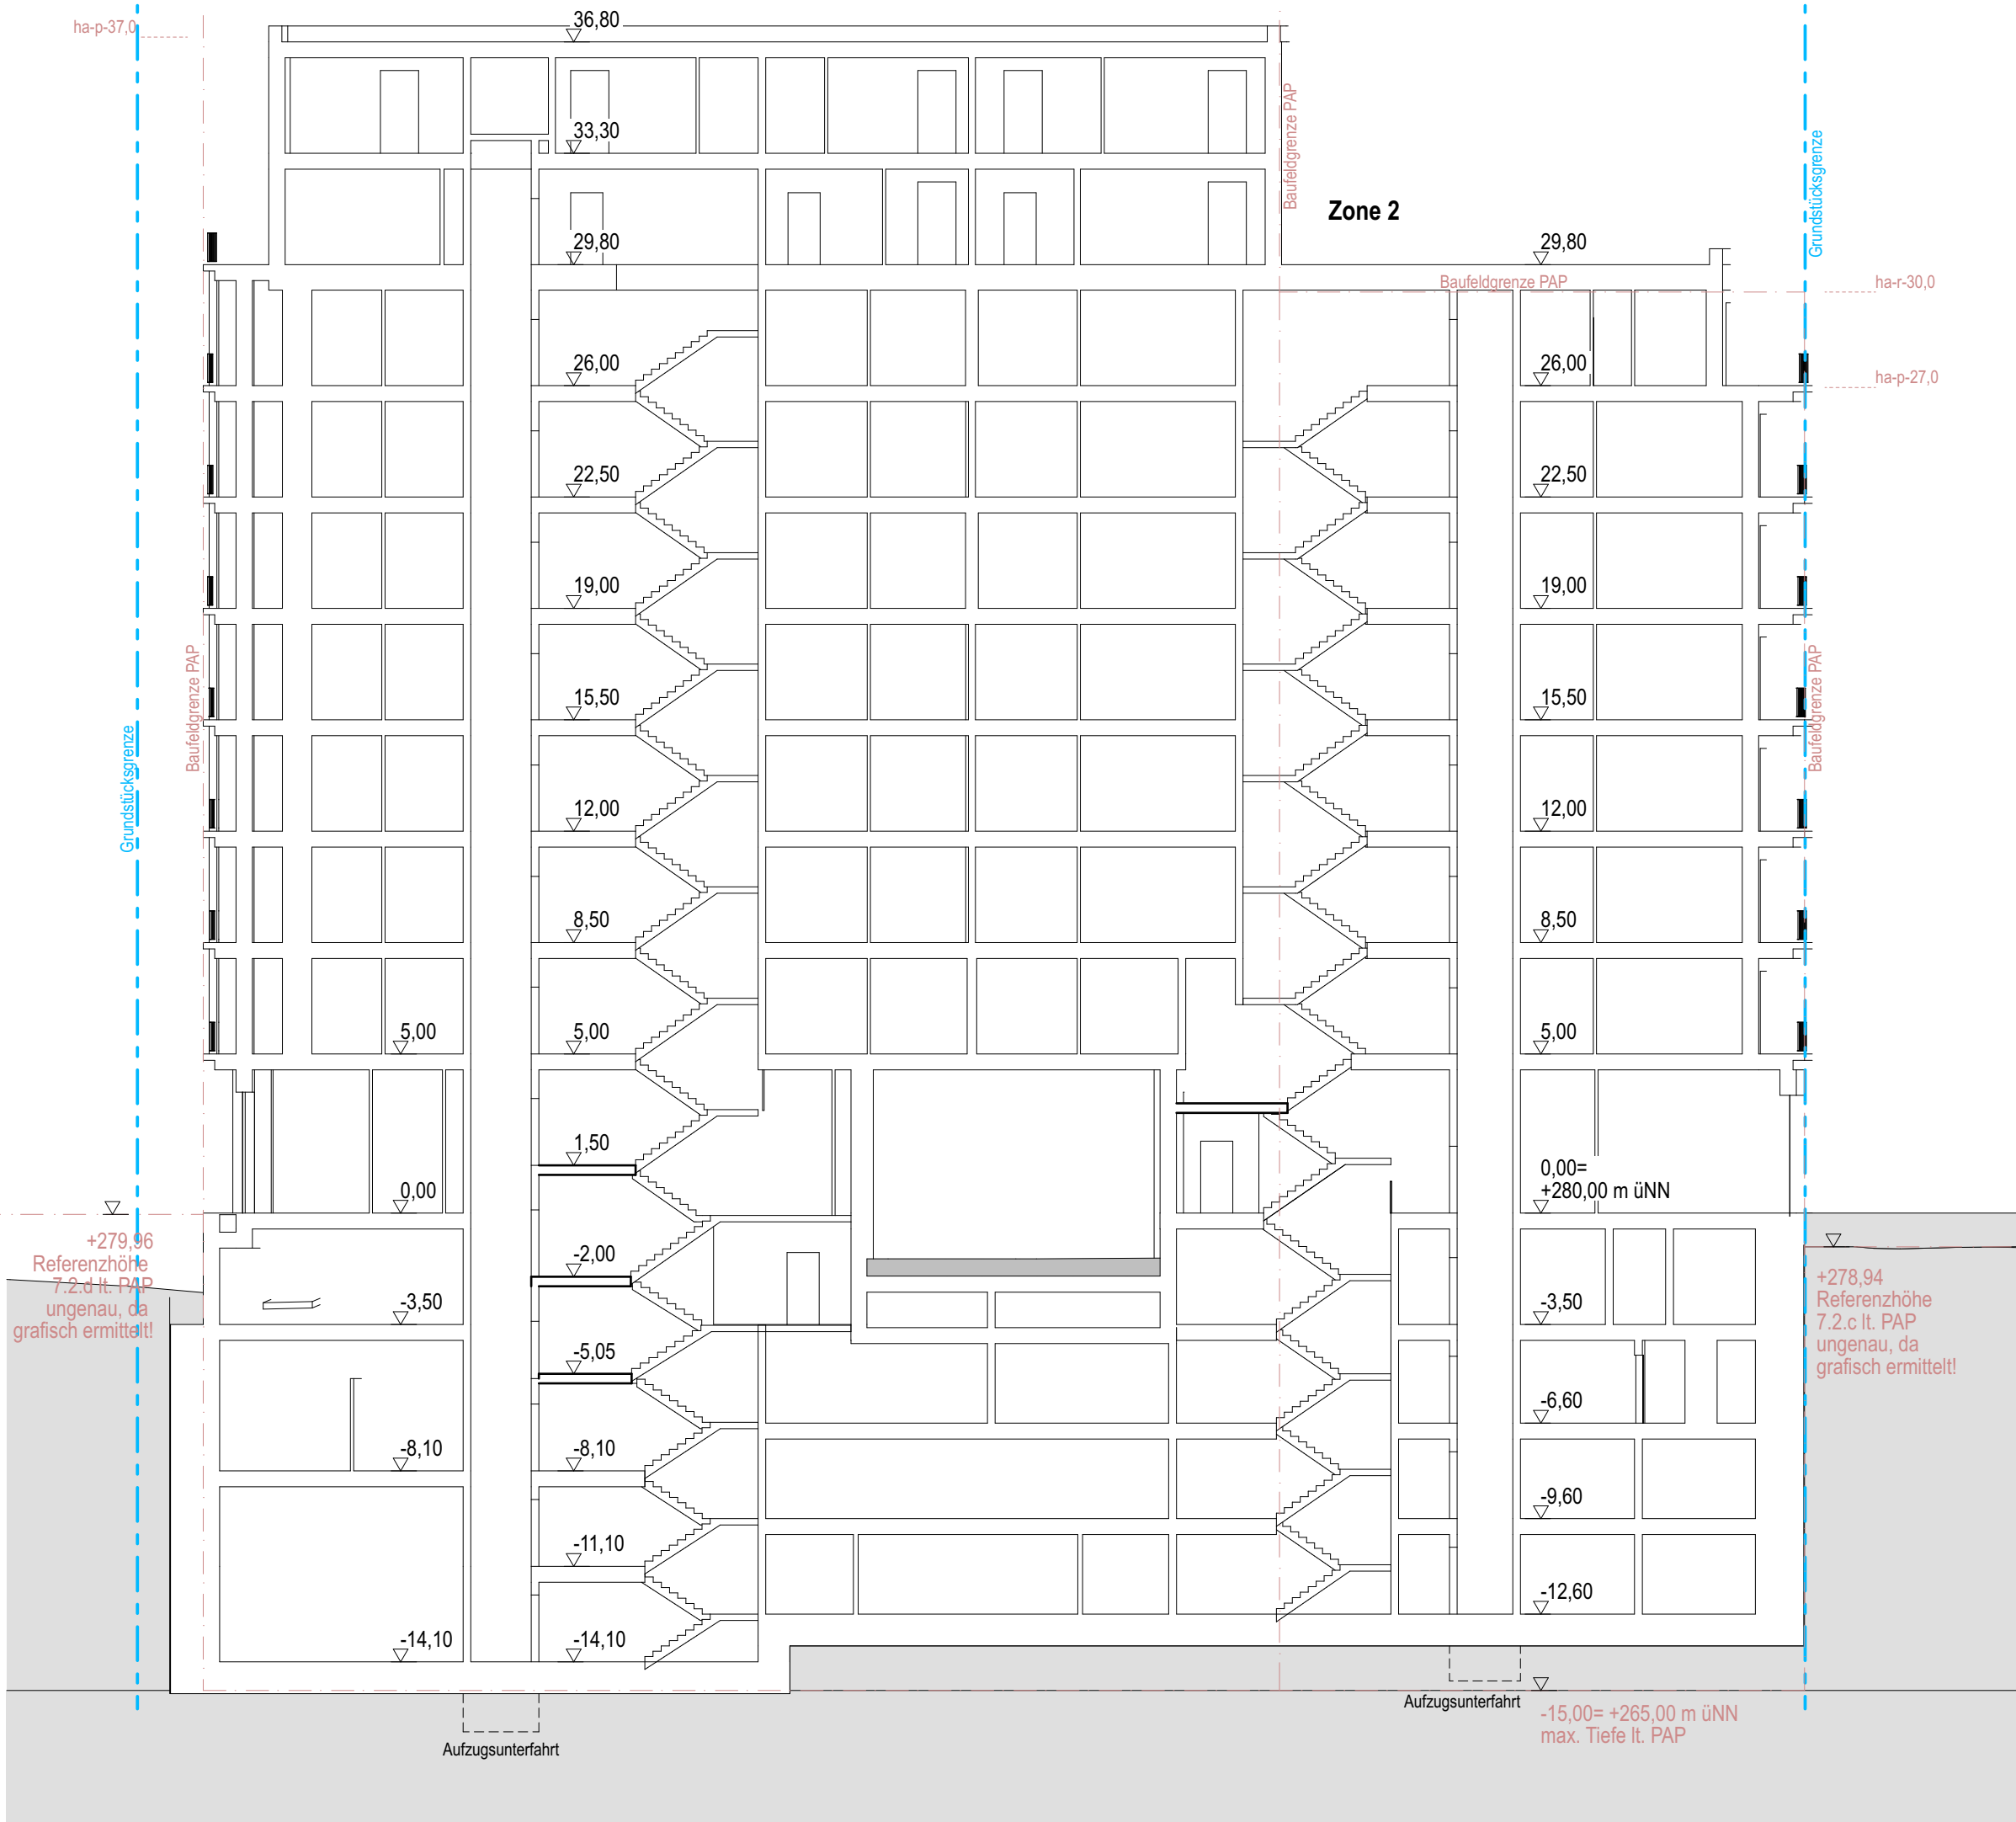 36,80
ha-p-37,0
Baufeldgrenze PAP
33,30
Grundstücksgrenze
Zone 2
29,80
29,80
Baufeldgrenze PAP
ha-r-30,0
26,00
26,00
ha-p-27,0
22,50
22,50
19,00
19,00
Baufeldgrenze PAP
15,50
15,50
Baufeldgrenze PAP
Grundstücksgrenze
12,00
12,00
8,50
8,50
5,00
5,00
5,00
1,50
0,00
0,00=
+280,00 m üNN
+279,96
Referenzhöhe
7.2.d lt. PAP
ungenau, da
grafisch ermittelt!
-2,00
+278,94
Referenzhöhe
7.2.c lt. PAP
ungenau, da
grafisch ermittelt!
-3,50
-3,50
-5,05
-6,60
-8,10
-8,10
-9,60
-11,10
-12,60
-14,10
-14,10
Aufzugsunterfahrt
-15,00= +265,00 m üNN
max. Tiefe lt. PAP
Aufzugsunterfahrt